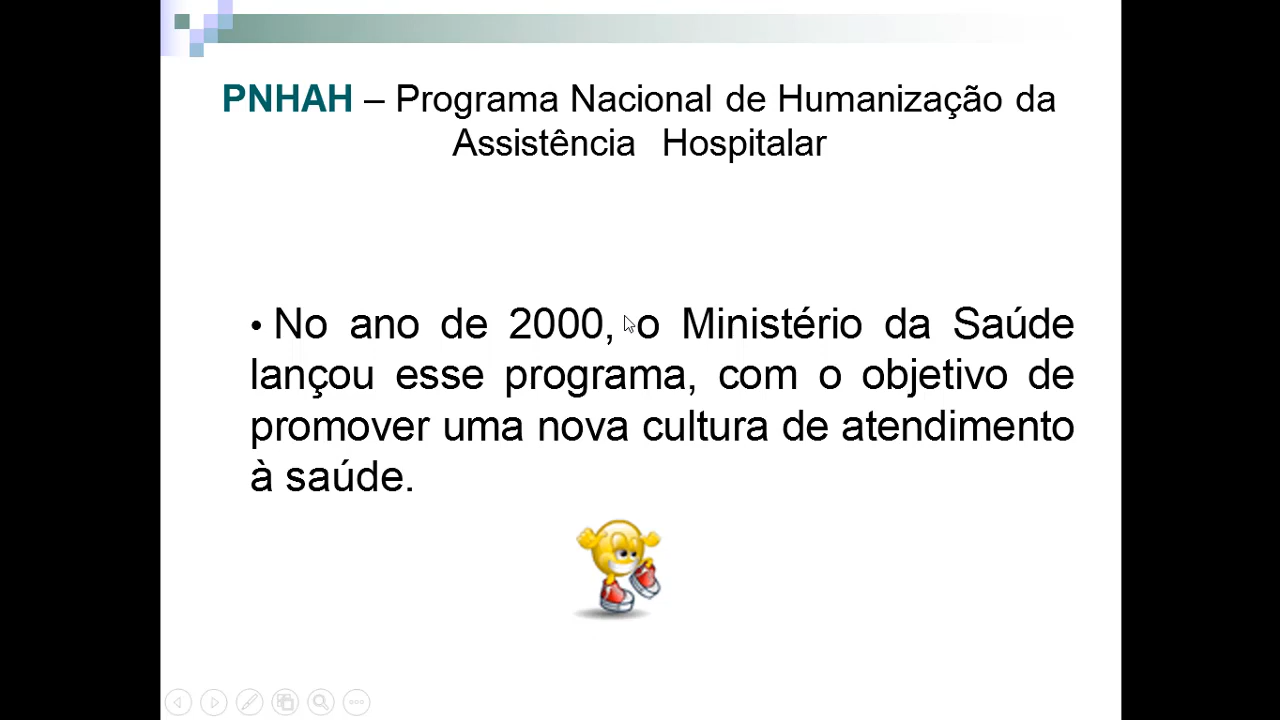 PNHAH – Programa Nacional de Humanização da
Assistência Hospitalar
• No ano de 2000, o Ministério da Saúde
lançou esse programa, com o objetivo de
promover uma nova cultura de atendimento
à saúde.